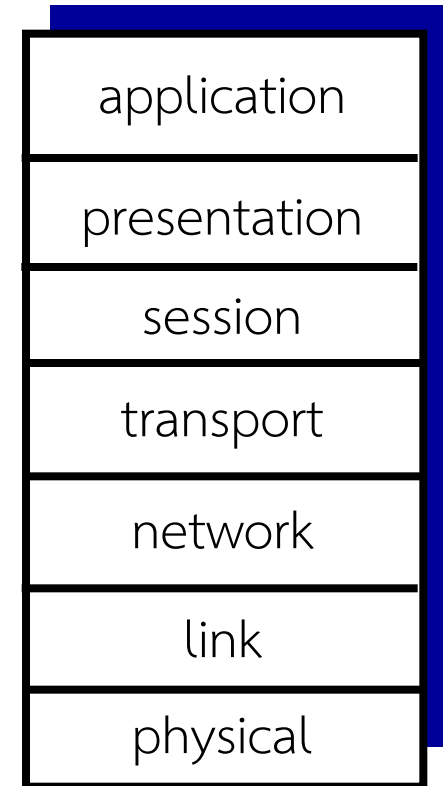 application
presentation
session
transport
network
link
physical